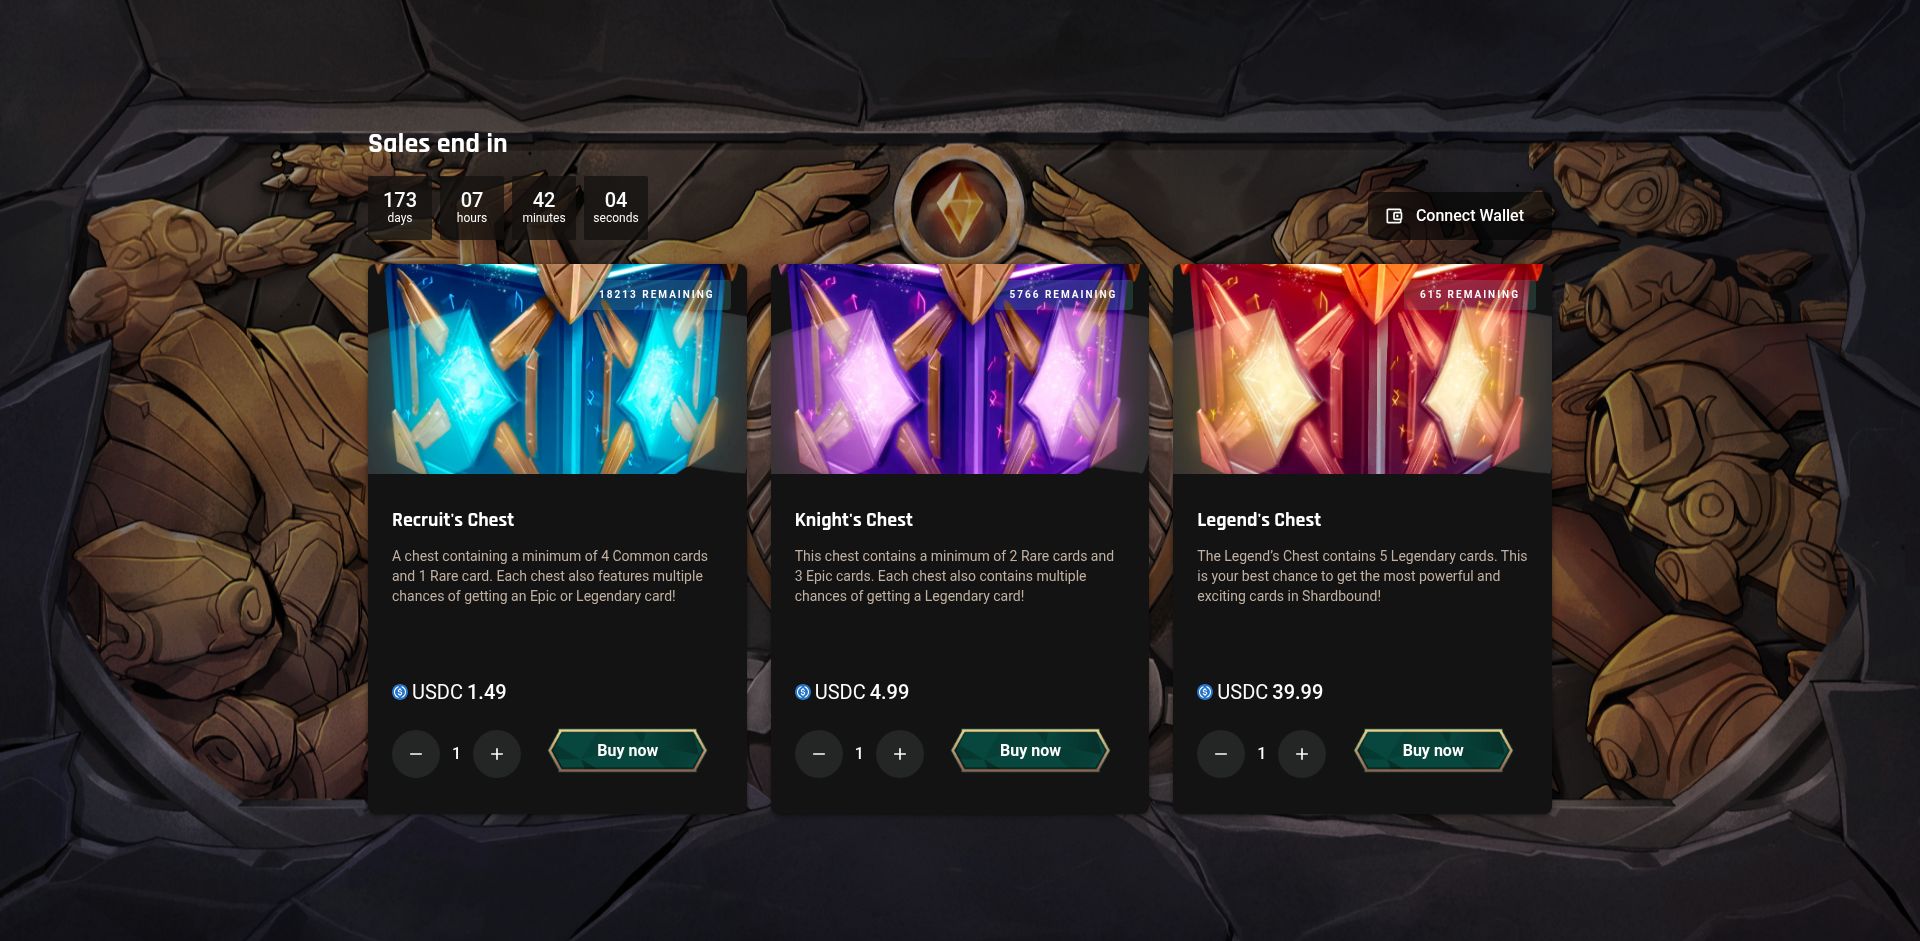 Sales end in
173 days
07 hours
42 minutes
04 seconds
Connect Wallet
18213 REMAINING
Recruit's Chest
A chest containing a minimum of 4 Common cards
and 1 Rare card. Each chest also features multiple
chances of getting an Epic or Legendary card!
USDC 1.49
− 1 +
Buy now
5766 REMAINING
Knight's Chest
This chest contains a minimum of 2 Rare cards and
3 Epic cards. Each chest also contains multiple
chances of getting a Legendary card!
USDC 4.99
− 1 +
Buy now
615 REMAINING
Legend's Chest
The Legend's Chest contains 5 Legendary cards. This
is your best chance to get the most powerful and
exciting cards in Shardbound!
USDC 39.99
− 1 +
Buy now